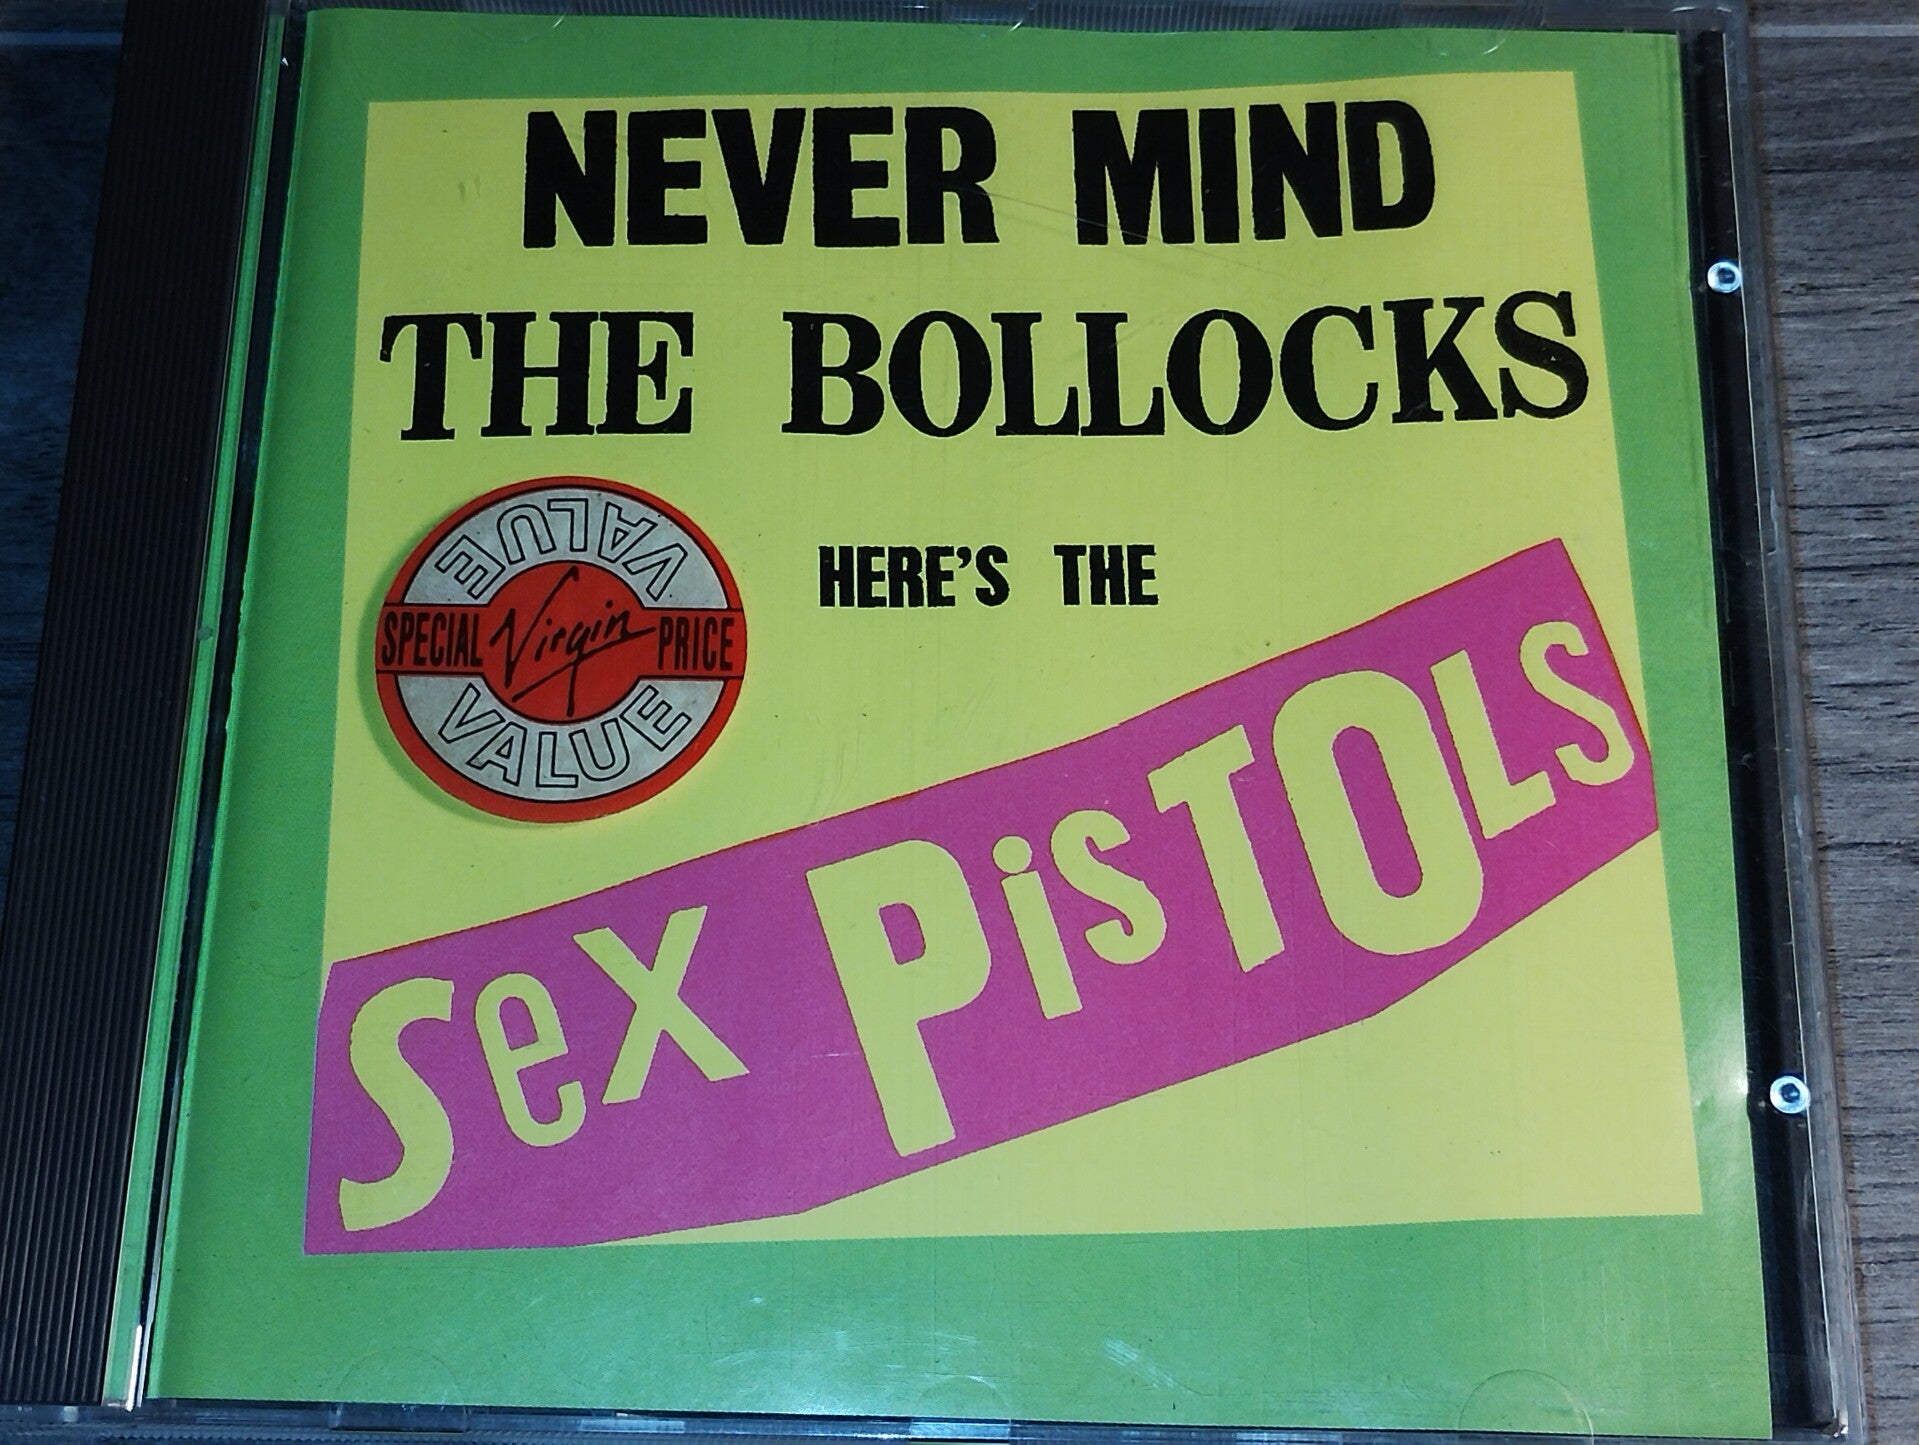 NEVER MIND
THE BOLLOCKS
VALUE
SPECIAL Virgin PRICE
VALUE
HERE'S THE
Sex PisTOLS